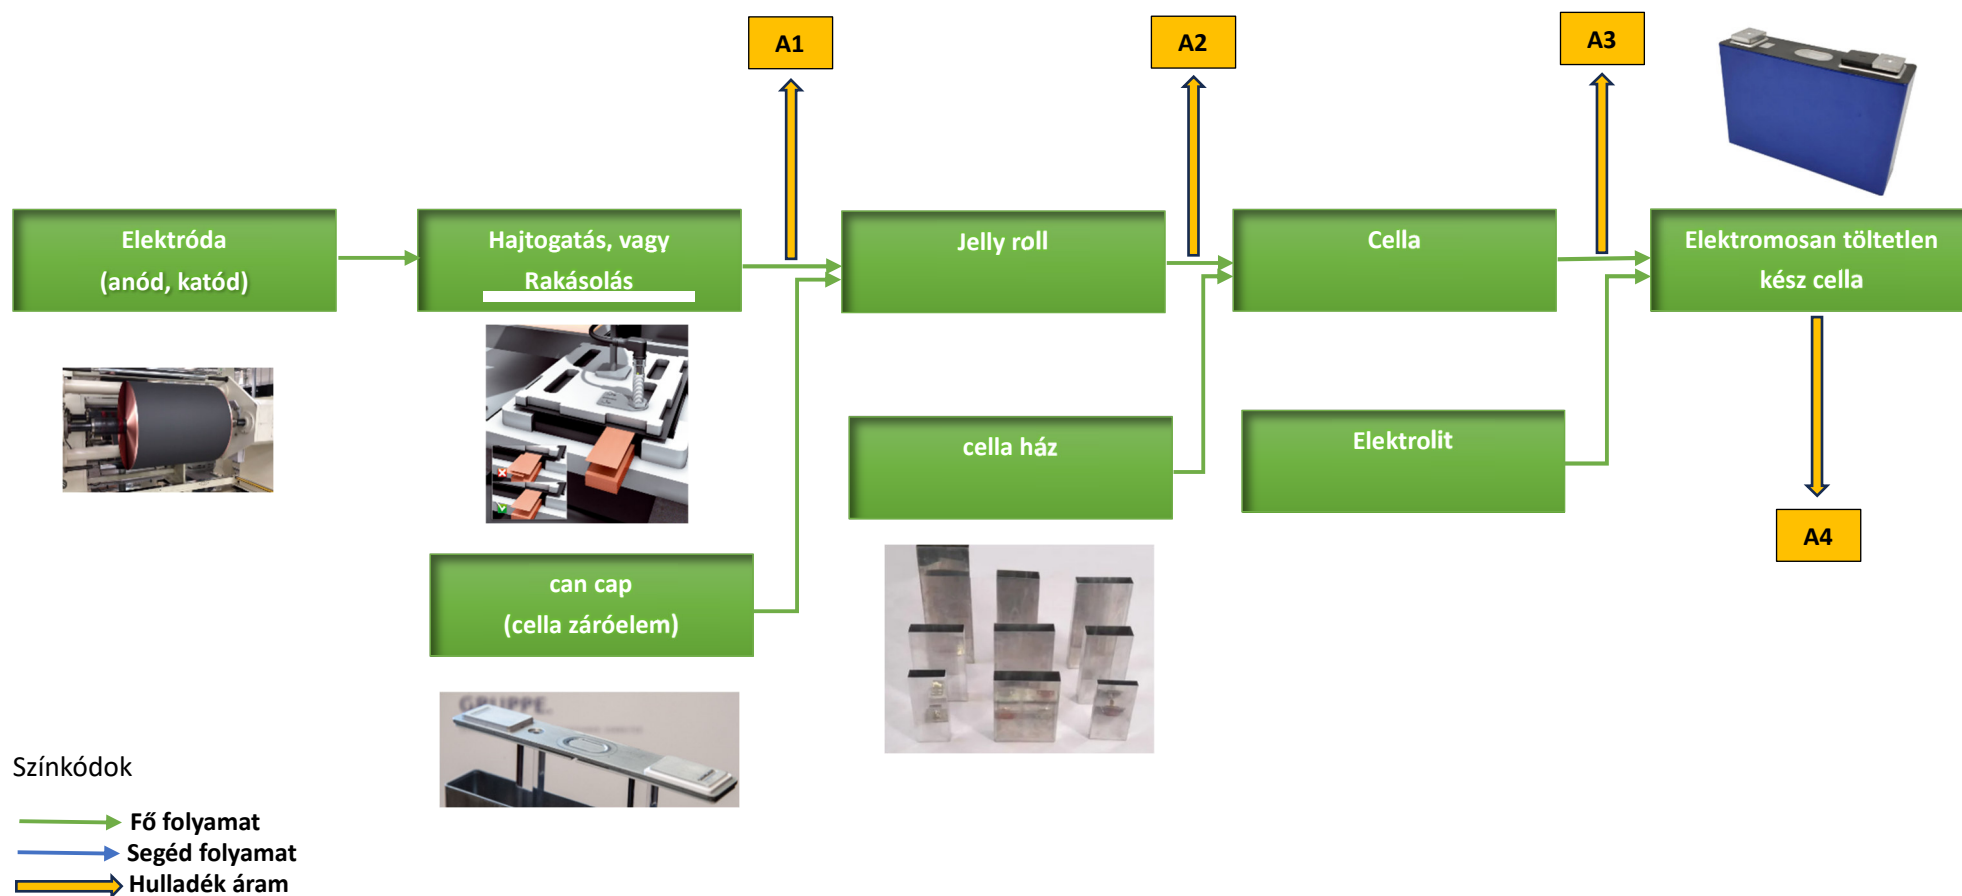 A1
A2
A3
Elektróda
(anód, katód)
Hajtogatás, vagy
Rakásolás
Jelly roll
Cella
Elektromosan töltetlen
kész cella
cella ház
Elektrolit
A4
can cap
(cella záróelem)
GRUPPE.
Színkódok
Fő folyamat
Segéd folyamat
Hulladék áram